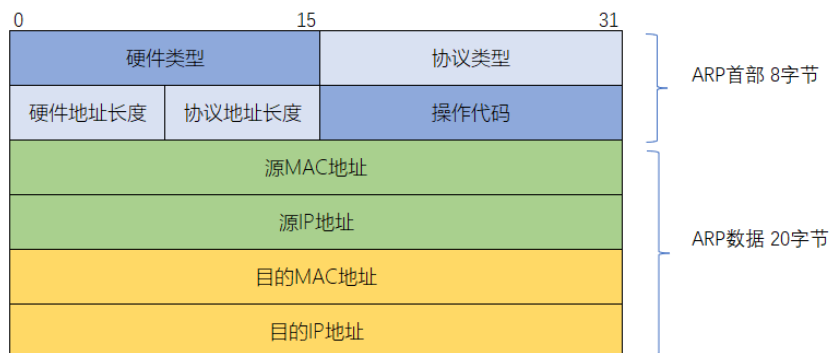 0 15 31
硬件类型 协议类型
ARP首部 8字节
硬件地址长度 协议地址长度 操作代码
源MAC地址
源IP地址
ARP数据 20字节
目的MAC地址
目的IP地址